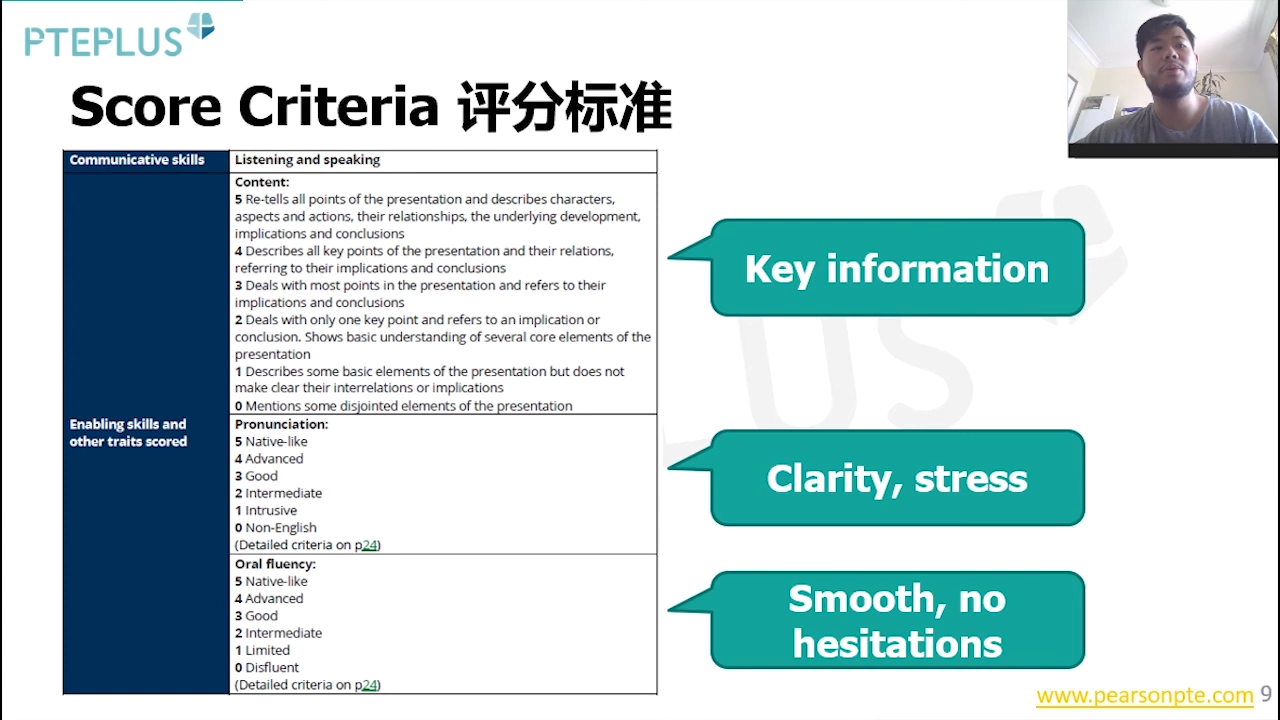 PTEPLUS
Score Criteria 评分标准
Communicative skills
Listening and speaking
Enabling skills and
other traits scored
Content:
5 Re-tells all points of the presentation and describes characters,
aspects and actions, their relationships, the underlying development,
implications and conclusions
4 Describes all key points of the presentation and their relations,
referring to their implications and conclusions
3 Deals with most points in the presentation and refers to their
implications and conclusions
2 Deals with only one key point and refers to an implication or
conclusion. Shows basic understanding of several core elements of the
presentation
1 Describes some basic elements of the presentation but does not
make clear their interrelations or implications
0 Mentions some disjointed elements of the presentation
Pronunciation:
5 Native-like
4 Advanced
3 Good
2 Intermediate
1 Intrusive
0 Non-English
(Detailed criteria on p24)
Oral fluency:
5 Native-like
4 Advanced
3 Good
2 Intermediate
1 Limited
0 Disfluent
(Detailed criteria on p24)
Key information
Clarity, stress
Smooth, no
hesitations
LUS
www.pearsonpte.com 9